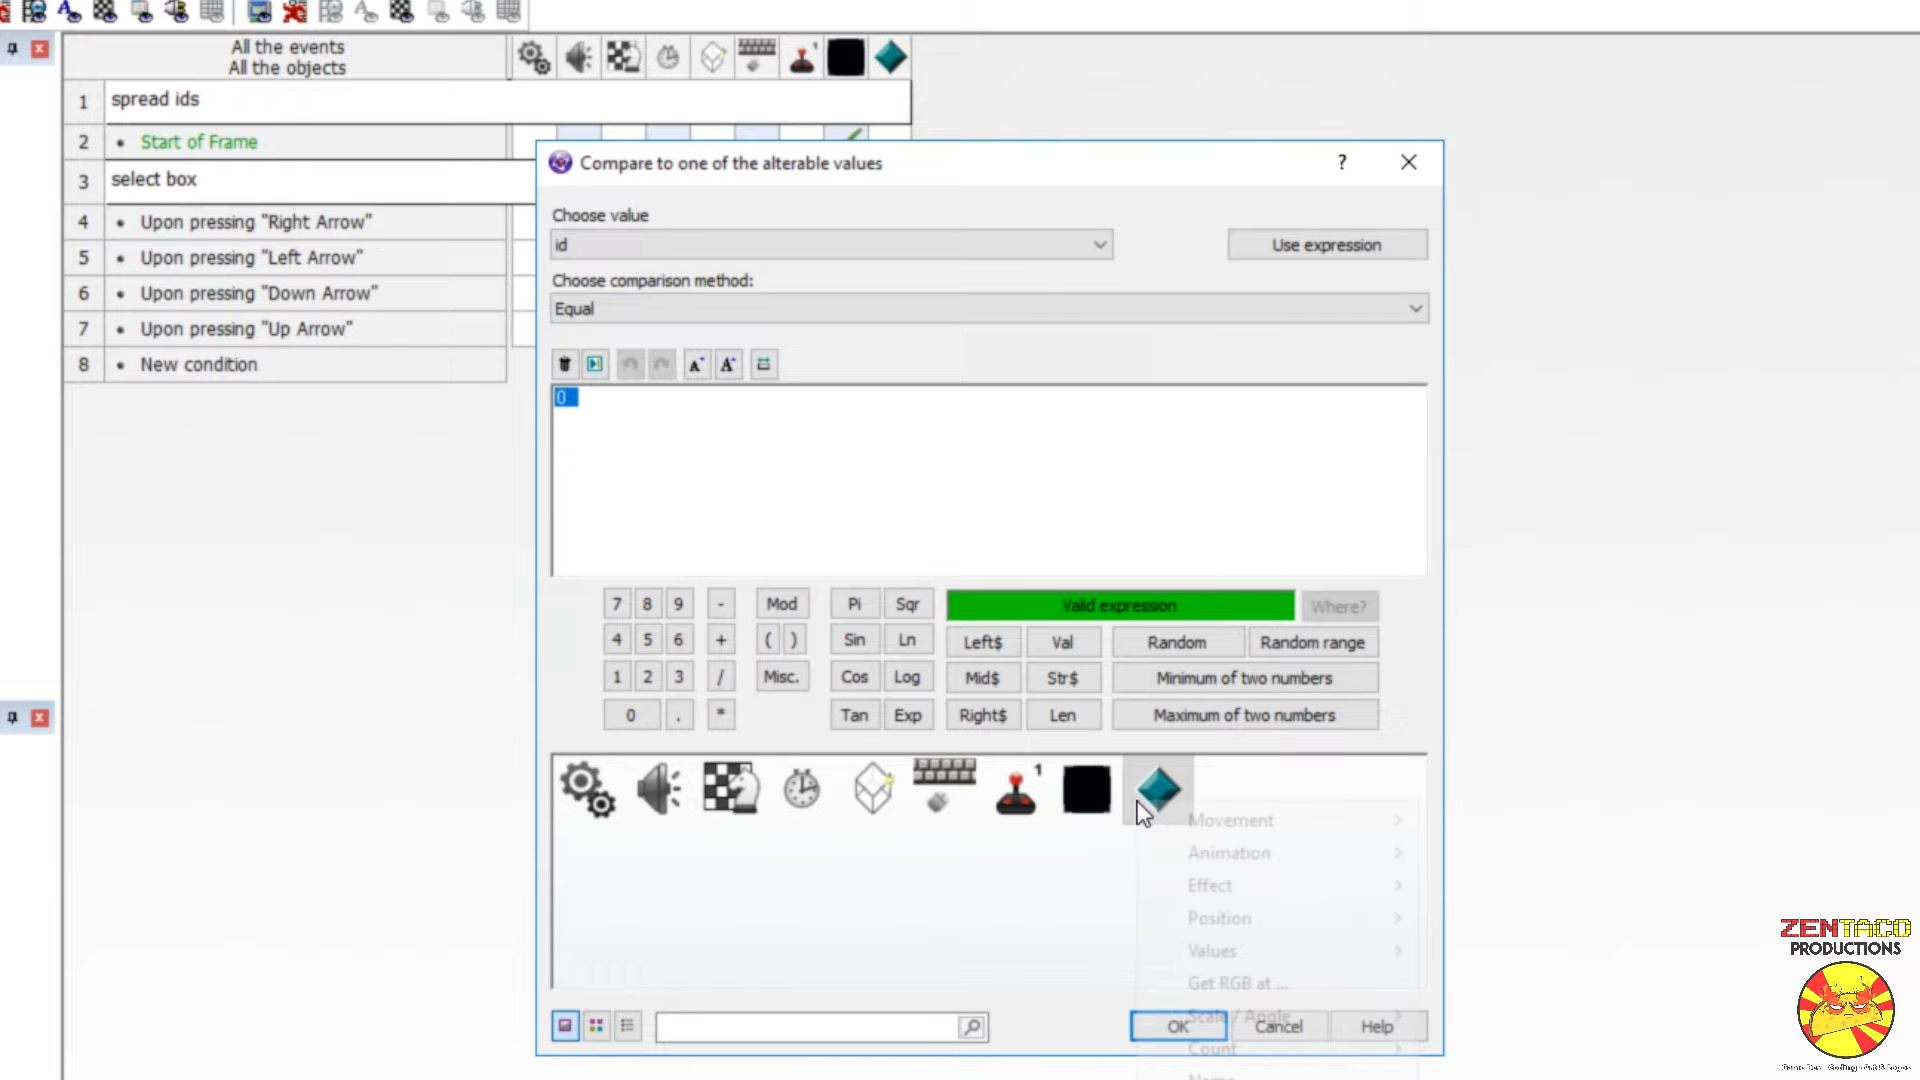 All the events
All the objects
1 spread ids
2 • Start of Frame
3 select box
4 • Upon pressing "Right Arrow"
5 • Upon pressing "Left Arrow"
6 • Upon pressing "Down Arrow"
7 • Upon pressing "Up Arrow"
8 • New condition
Compare to one of the alterable values
?
Choose value
id
Use expression
Choose comparison method:
Equal
0
7 8 9 - Mod Pi Sqr Valid expression Where?
4 5 6 + ( ) Sin Ln Left$ Val Random Random range
1 2 3 / Misc. Cos Log Mid$ Str$ Minimum of two numbers
0 . * Tan Exp Right$ Len Maximum of two numbers
1
Movement
Animation
Effect
Position
Values
Get RGB at ...
Scale / Angle
Count
OK Cancel Help
ZENTACO
PRODUCTIONS